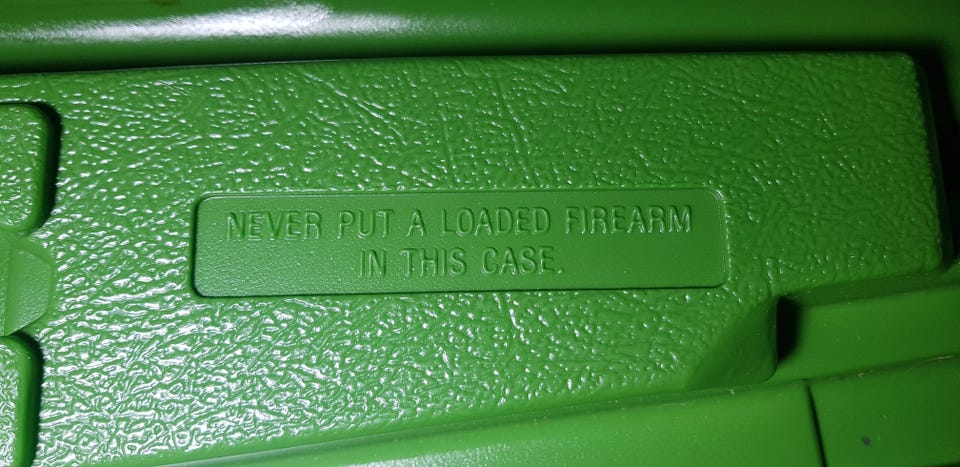 NEVER PUT A LOADED FIREARM
IN THIS CASE.